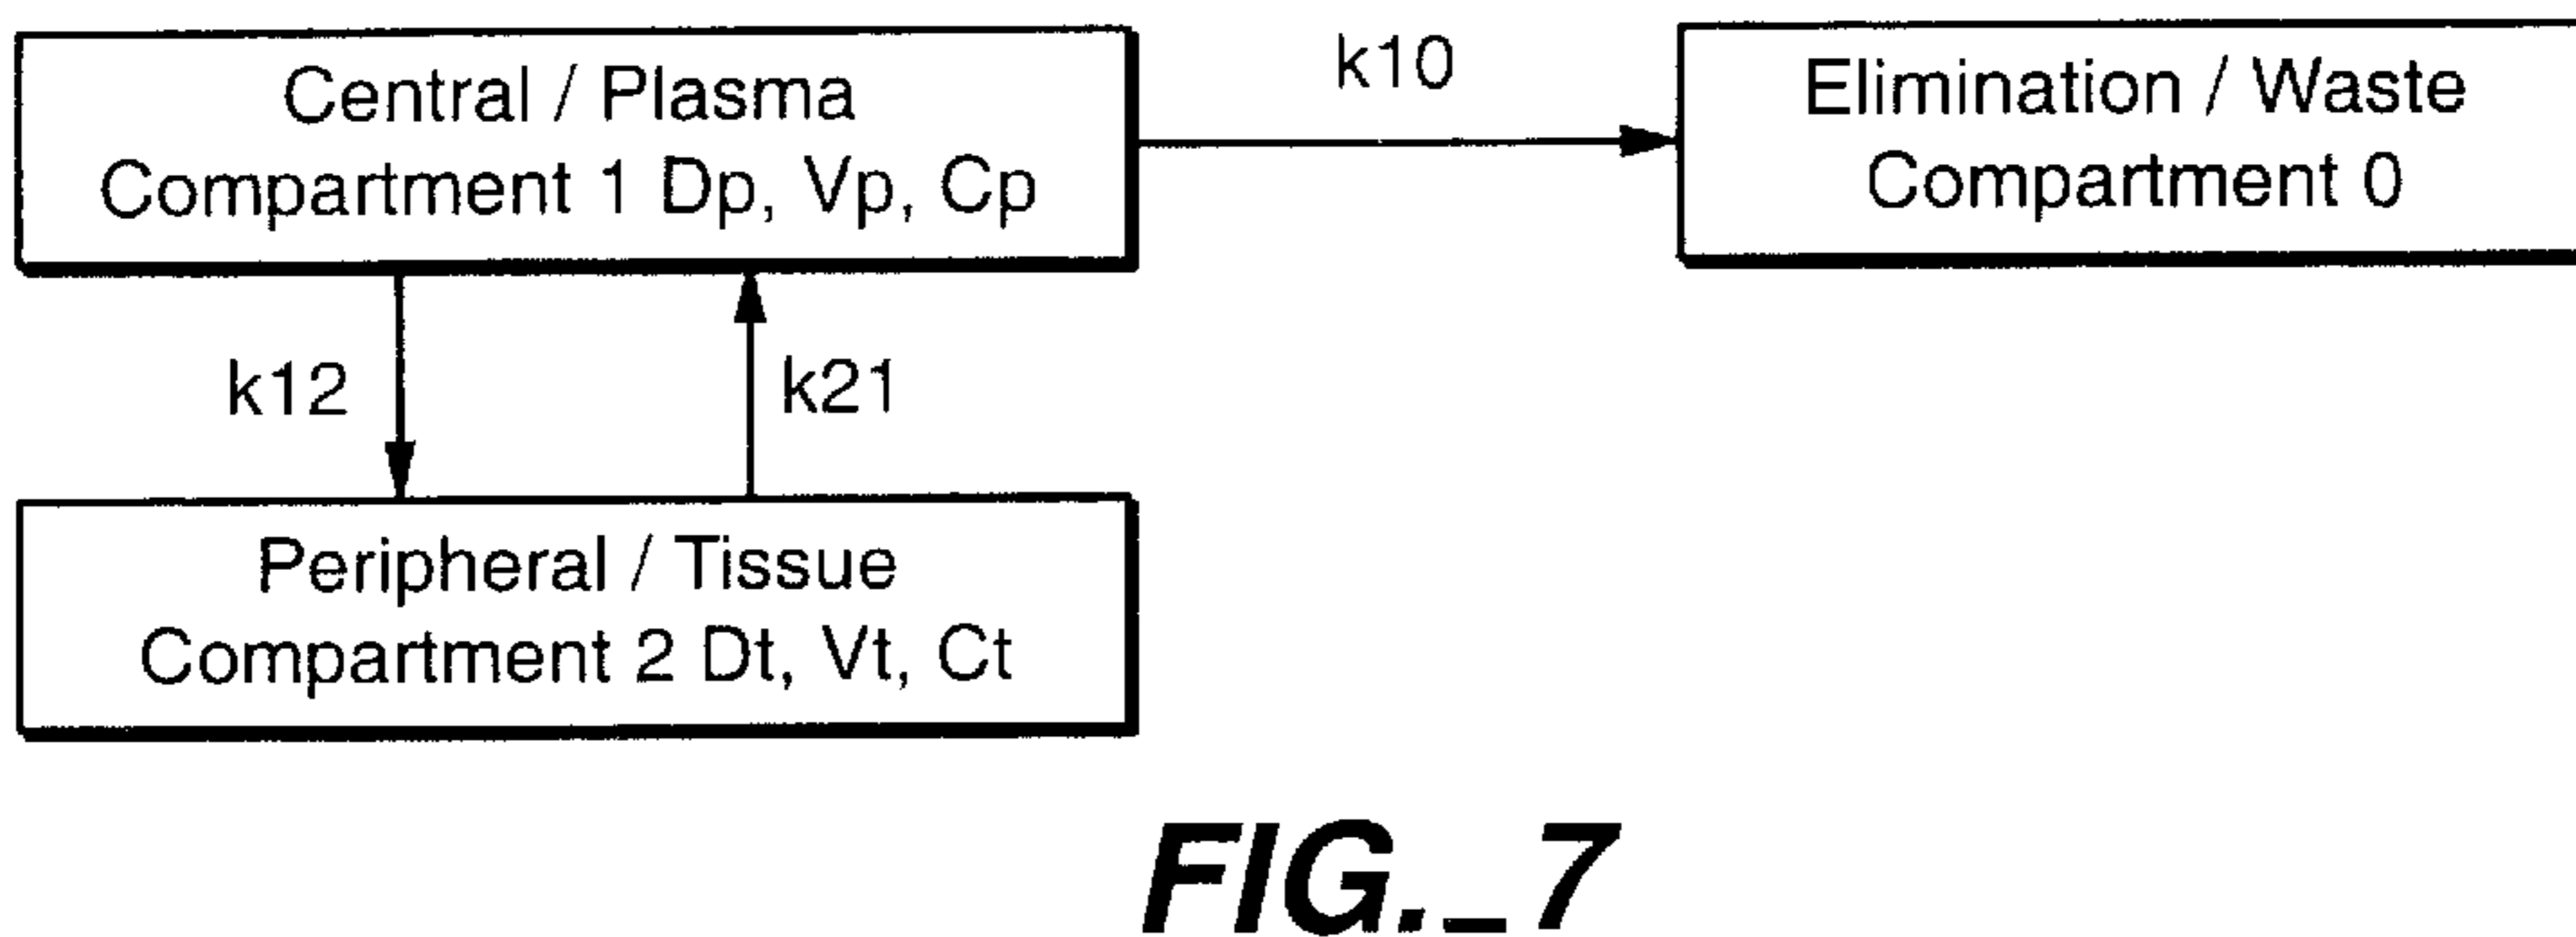 Central / Plasma
Compartment 1 Dp, Vp, Cp
k10
Elimination / Waste
Compartment 0
k12
k21
Peripheral / Tissue
Compartment 2 Dt, Vt, Ct
FIG._7